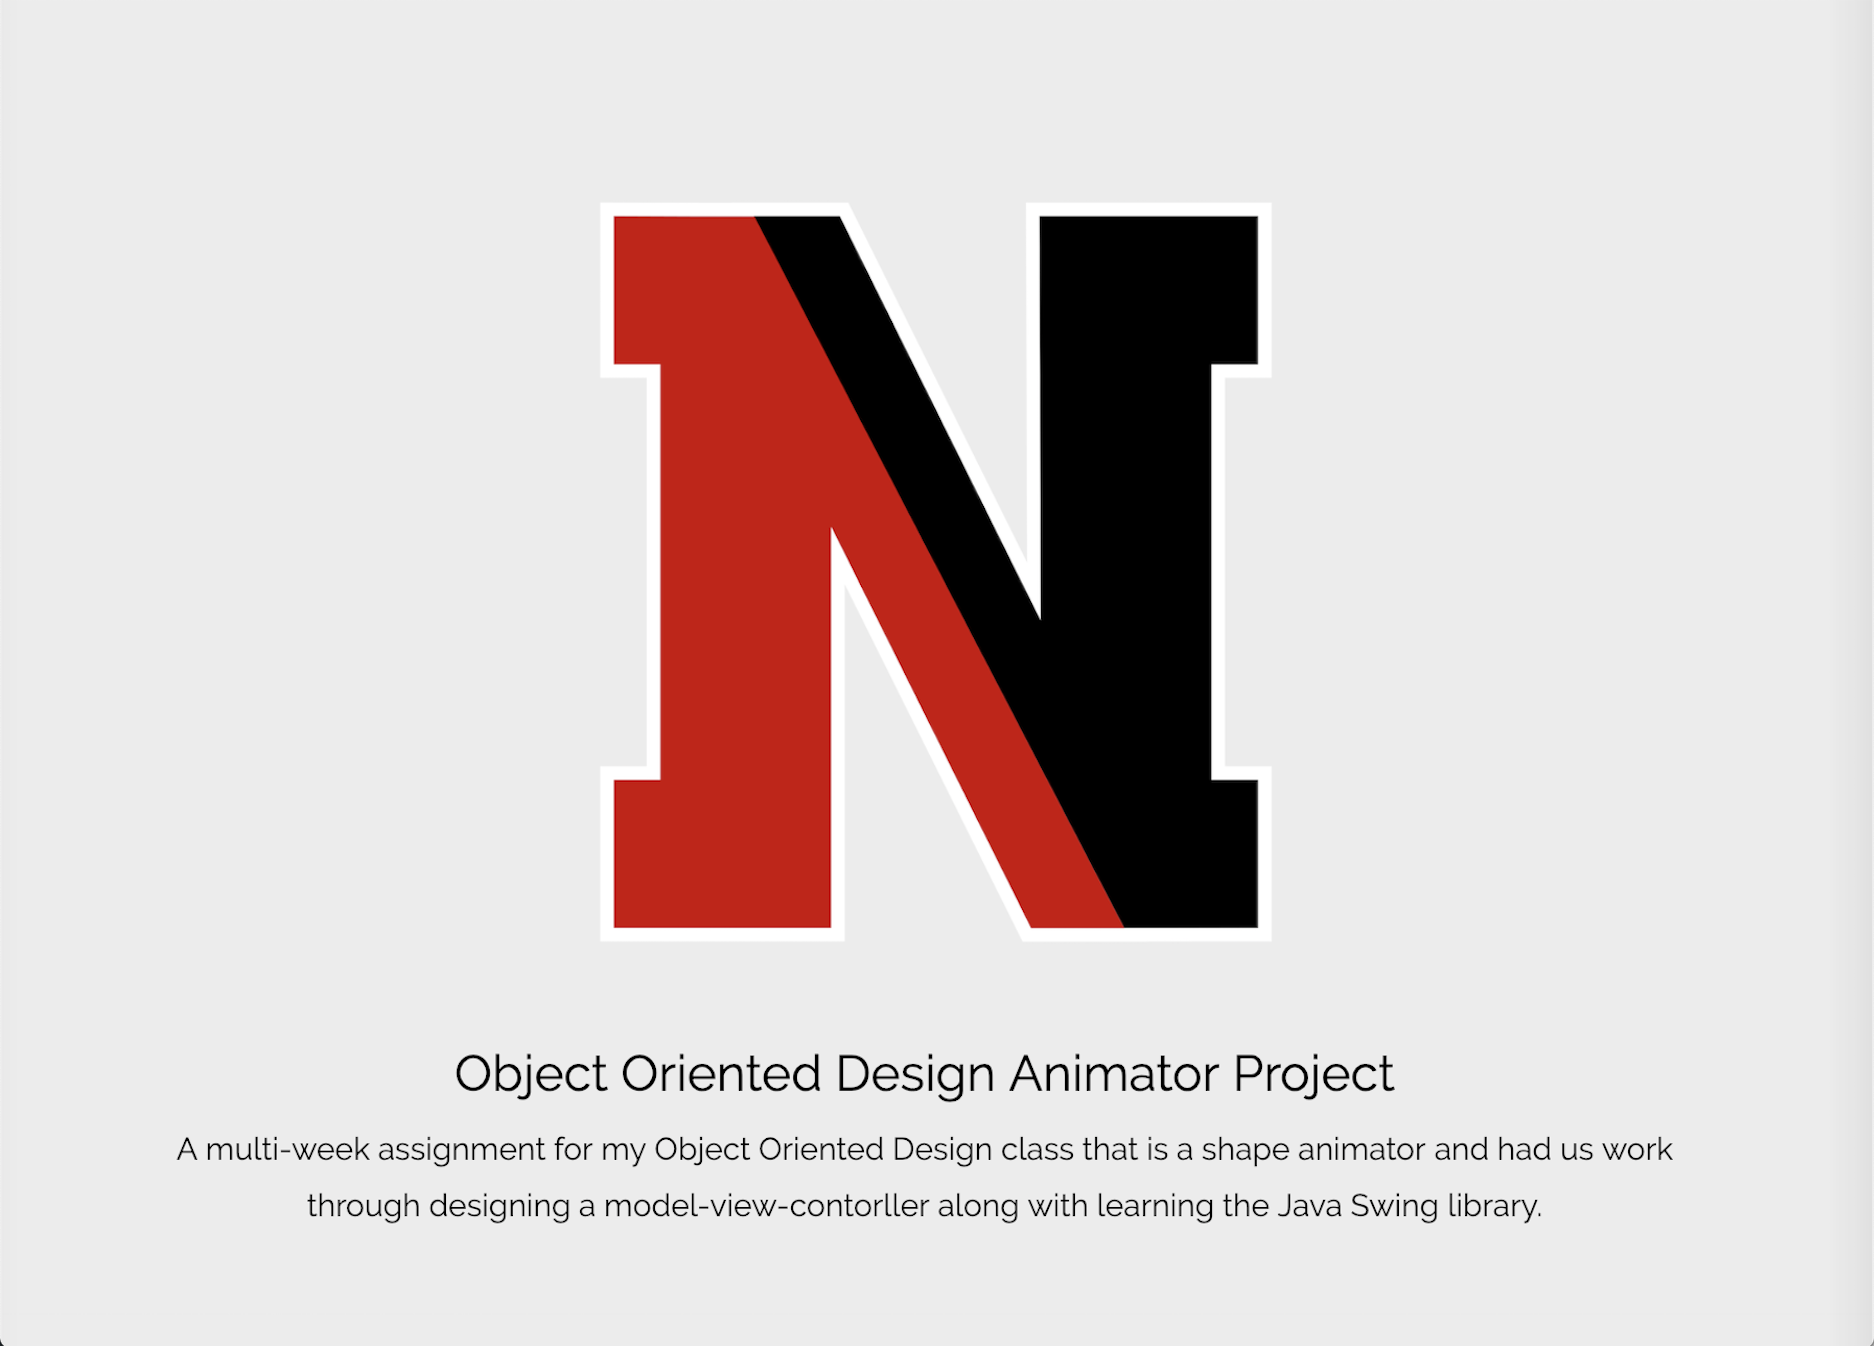 N
Object Oriented Design Animator Project
A multi-week assignment for my Object Oriented Design class that is a shape animator and had us work
through designing a model-view-contorller along with learning the Java Swing library.